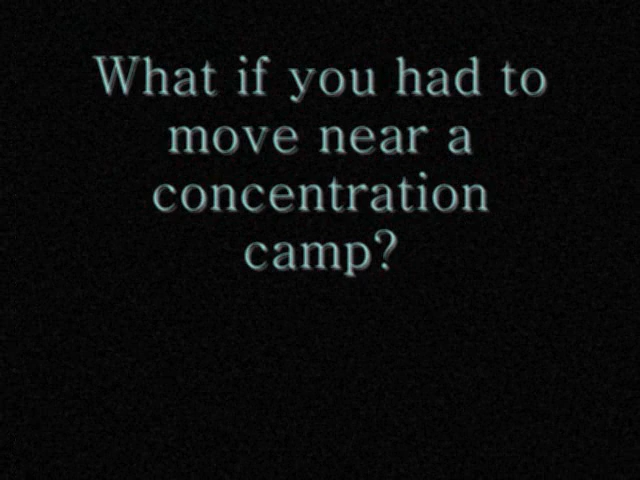 What if you had to
move near a
concentration
camp?